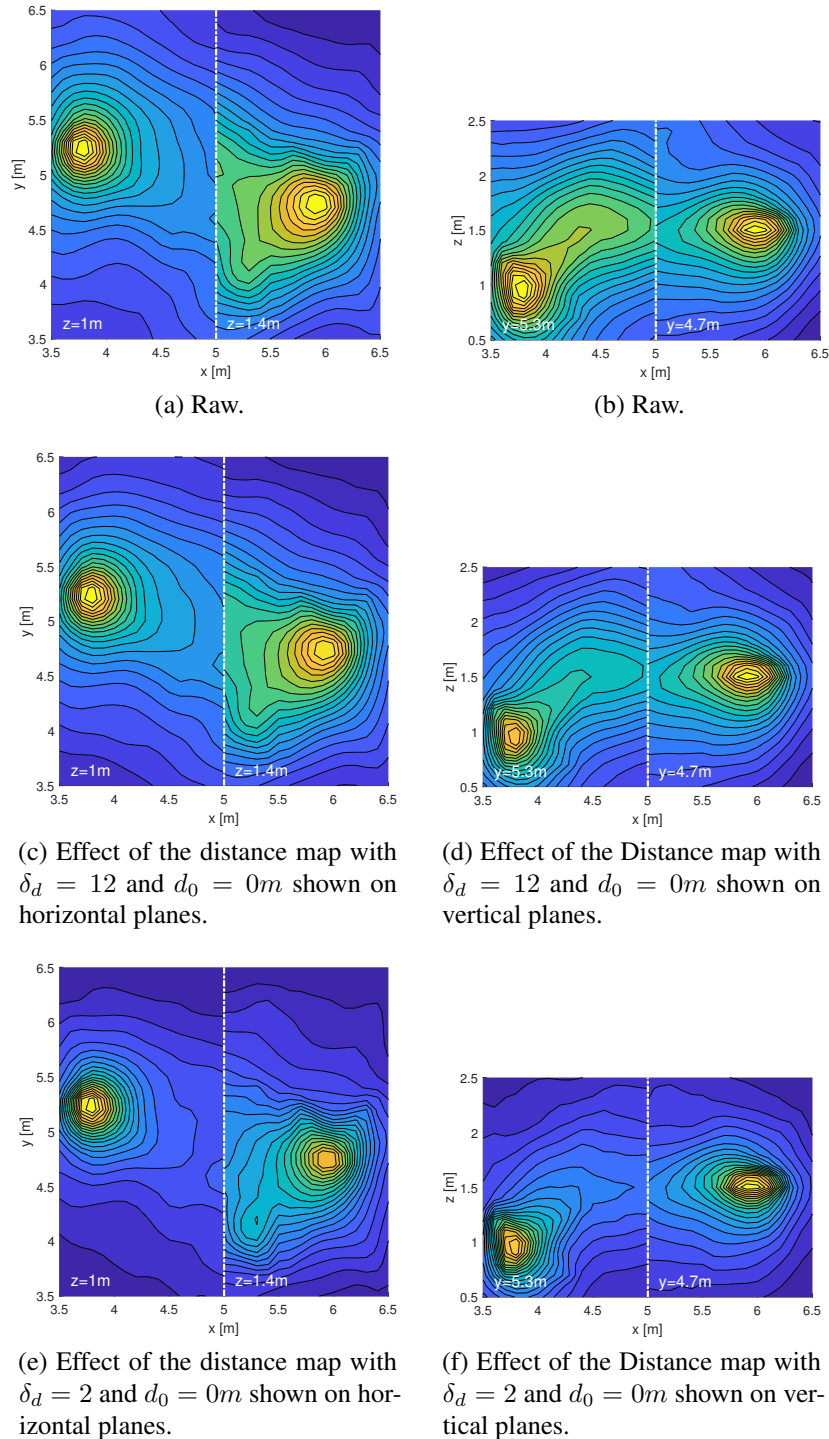 6.5
6
5.5
5
4.5
4
3.5
y [m]
z=1m
z=1.4m
3.5 4 4.5 5 5.5 6 6.5
x [m]
(a) Raw.
2.5
2
1.5
1
0.5
z [m]
y=5.3m
y=4.7m
3.5 4 4.5 5 5.5 6 6.5
x [m]
(b) Raw.
6.5
6
5.5
5
4.5
4
3.5
y [m]
z=1m
z=1.4m
3.5 4 4.5 5 5.5 6 6.5
x [m]
(c) Effect of the distance map with
δ_d = 12 and d_0 = 0m shown on
horizontal planes.
2.5
2
1.5
1
0.5
z [m]
y=5.3m
y=4.7m
3.5 4 4.5 5 5.5 6 6.5
x [m]
(d) Effect of the Distance map with
δ_d = 12 and d_0 = 0m shown on
vertical planes.
6.5
6
5.5
5
4.5
4
3.5
y [m]
z=1m
z=1.4m
3.5 4 4.5 5 5.5 6 6.5
x [m]
(e) Effect of the distance map with
δ_d = 2 and d_0 = 0m shown on hor-
izontal planes.
2.5
2
1.5
1
0.5
z [m]
y=5.3m
y=4.7m
3.5 4 4.5 5 5.5 6 6.5
x [m]
(f) Effect of the Distance map with
δ_d = 2 and d_0 = 0m shown on ver-
tical planes.